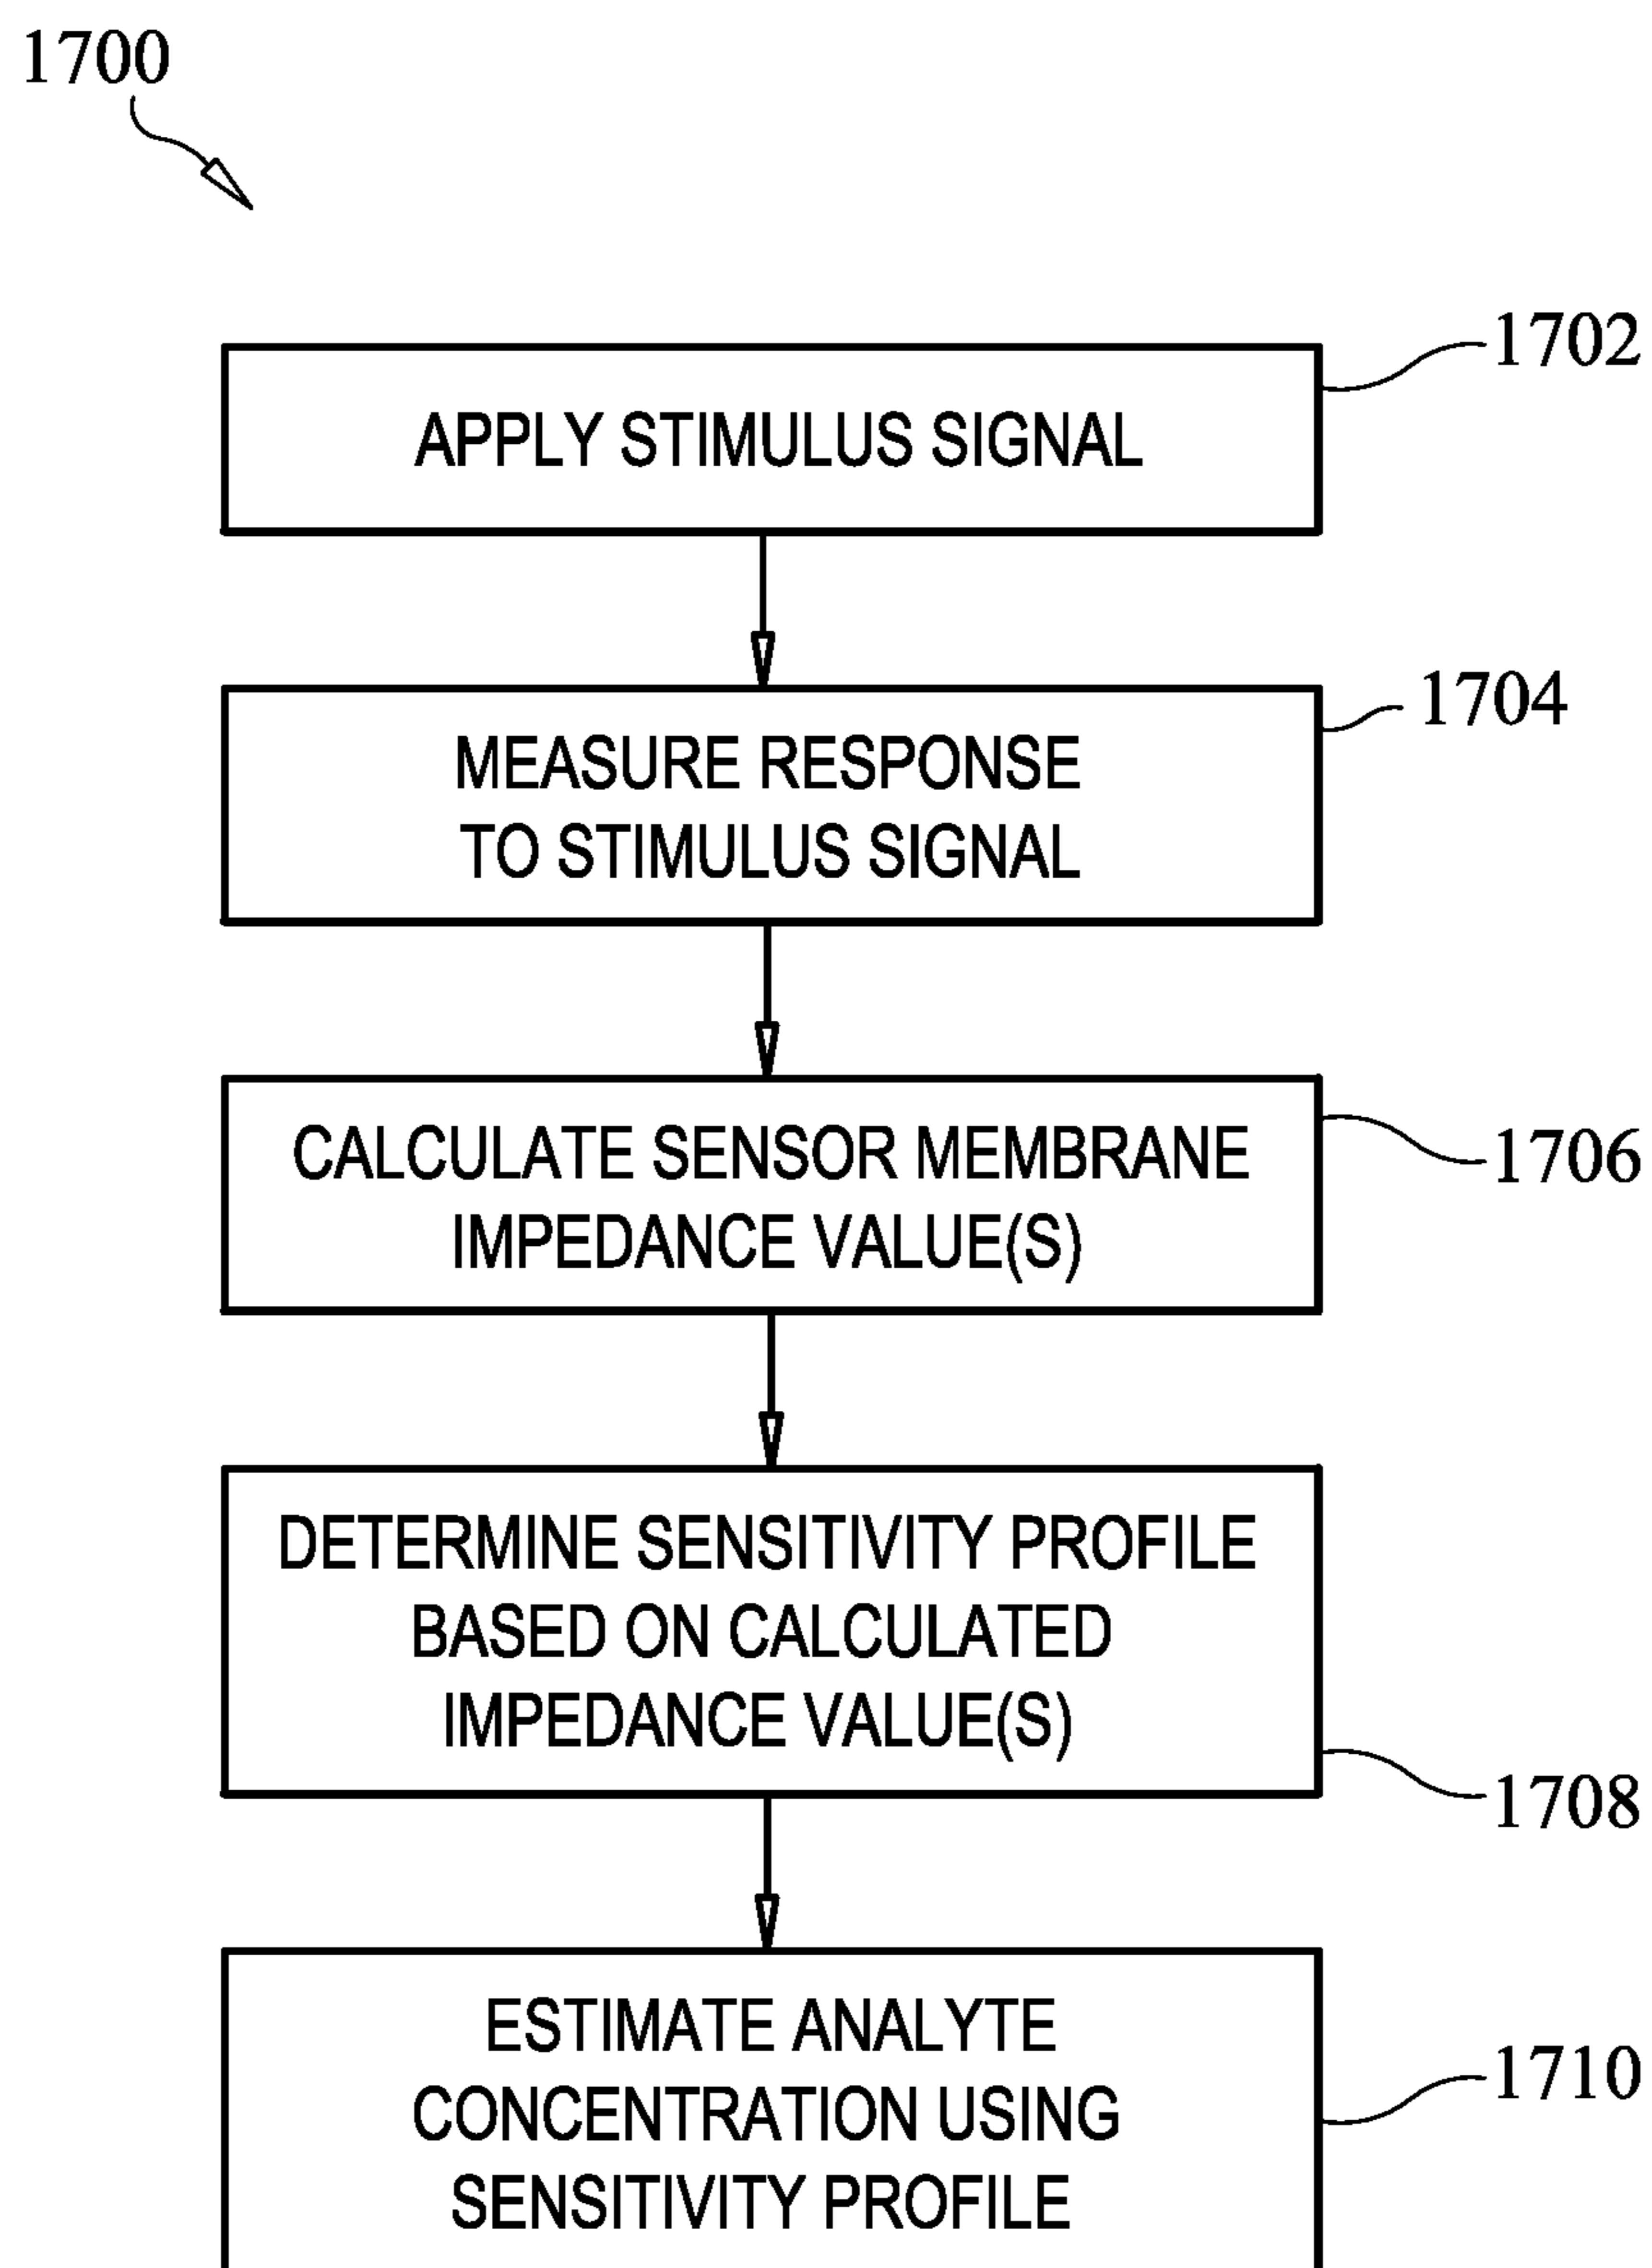 1700
1702
APPLY STIMULUS SIGNAL
1704
MEASURE RESPONSE
TO STIMULUS SIGNAL
CALCULATE SENSOR MEMBRANE
IMPEDANCE VALUE(S)
1706
DETERMINE SENSITIVITY PROFILE
BASED ON CALCULATED
IMPEDANCE VALUE(S)
1708
ESTIMATE ANALYTE
CONCENTRATION USING
SENSITIVITY PROFILE
1710